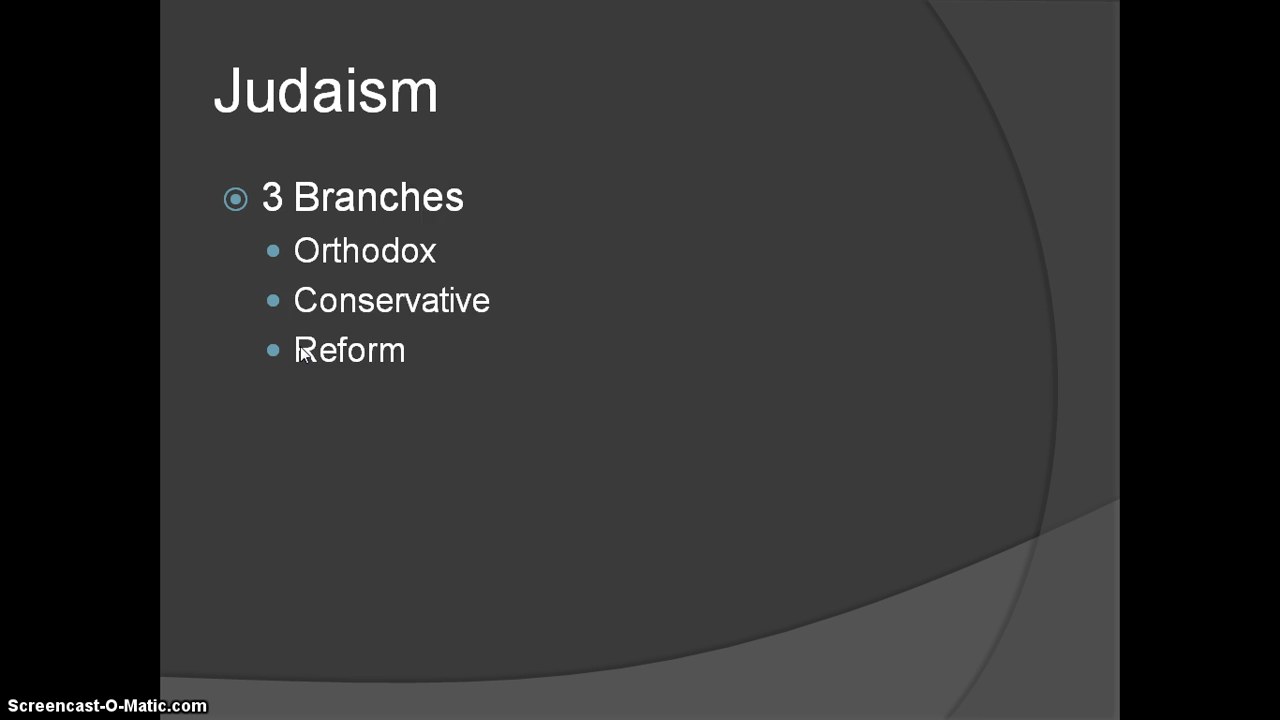 Judaism
3 Branches
Orthodox
Conservative
Reform
Screencast-O-Matic.com